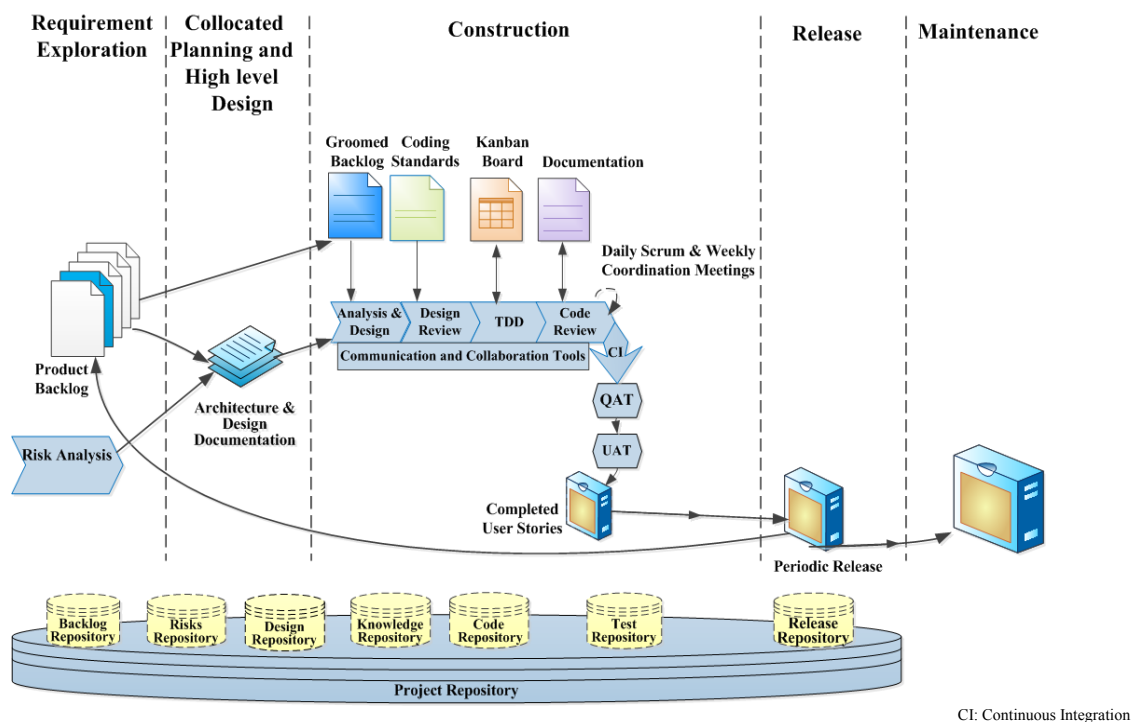 Requirement
Exploration
Collocated
Planning and
High level
Design
Construction
Release
Maintenance
Groomed
Backlog
Coding
Standards
Kanban
Board
Documentation
Daily Scrum & Weekly
Coordination Meetings
Analysis &
Design
Design
Review
TDD
Code
Review
CI
Communication and Collaboration Tools
Product
Backlog
Architecture &
Design
Documentation
Risk Analysis
QAT
UAT
Completed
User Stories
Periodic Release
Backlog
Repository
Risks
Repository
Design
Repository
Knowledge
Repository
Code
Repository
Test
Repository
Release
Repository
Project Repository
CI: Continuous Integration